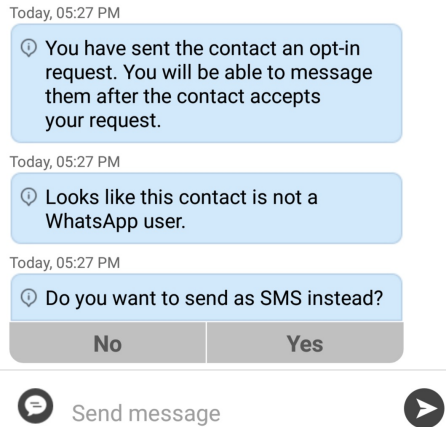 Today, 05:27 PM
You have sent the contact an opt-in
request. You will be able to message
them after the contact accepts
your request.
Today, 05:27 PM
Looks like this contact is not a
WhatsApp user.
Today, 05:27 PM
Do you want to send as SMS instead?
No Yes
Send message